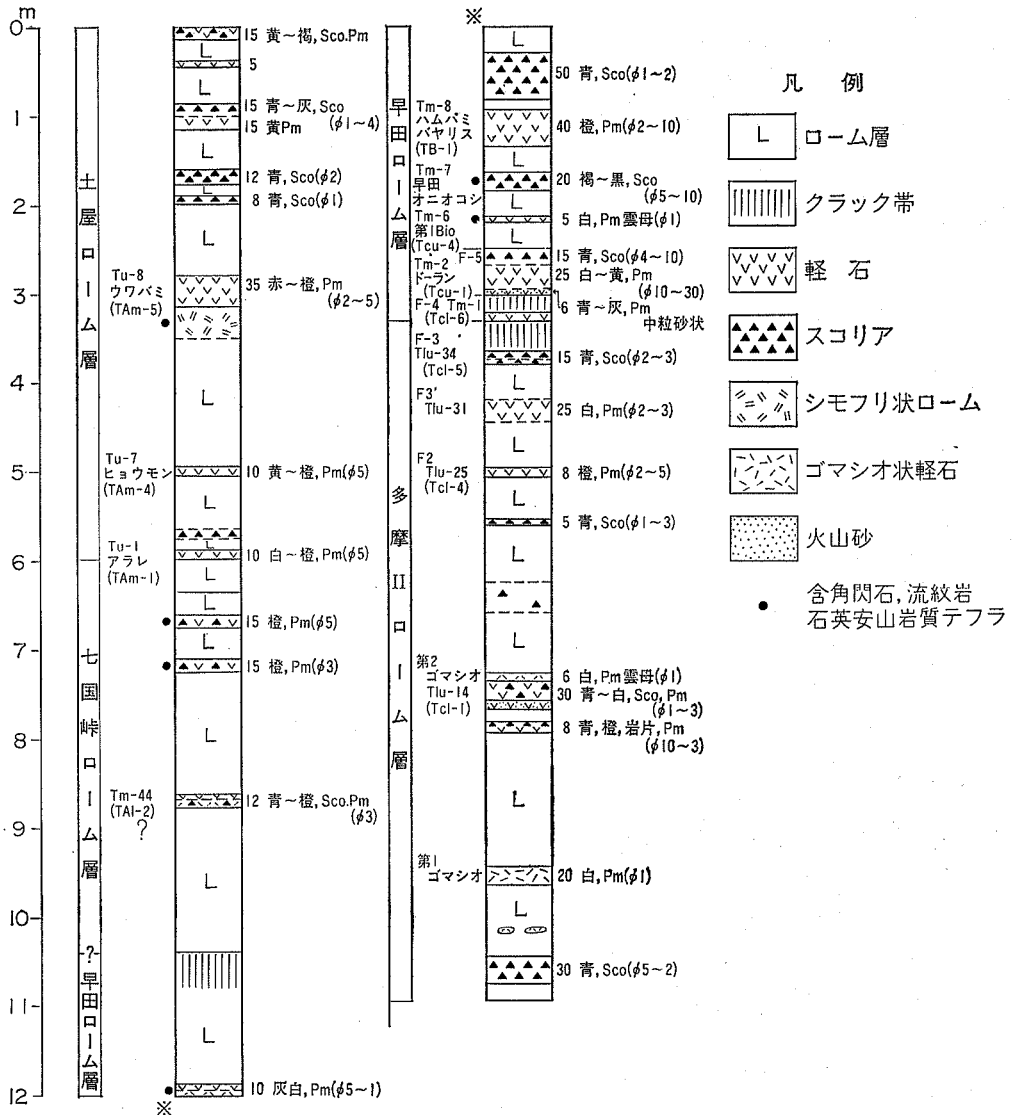 m
0
1
2
3
4
5
6
7
8
9
10
11
12
土屋ローム層
七国峠ローム層
-?-
早田ローム層
15 黄～褐, Sco.Pm
L
5
L
15 青～灰, Sco
(φ1～4)
15 黄Pm
L
12 青, Sco(φ2)
L
8 青, Sco(φ1)
L
Tu-8
ウワバミ
(TAm-5)
35 赤～橙, Pm
(φ2～5)
L
Tu-7
ヒョウモン
(TAm-4)
10 黄～橙, Pm(φ5)
L
L
Tu-1
アラレ
(TAm-1)
10 白～橙, Pm(φ5)
L
L
15 橙, Pm(φ5)
L
15 橙, Pm(φ3)
L
Tm-44
(TAl-2)
?
12 青～橙, Sco.Pm
(φ3)
L
L
10 灰白, Pm(φ5～1)
※
※
早田ローム層
多摩IIローム層
L
50 青, Sco(φ1～2)
Tm-8
ハムバミ
バヤリス
(TB-1)
40 橙, Pm(φ2～10)
L
Tm-7
早田
オニオコシ
20 褐～黒, Sco
(φ5～10)
L
Tm-6
第1Bio
(Tcu-4)
5 白, Pm雲母(φ1)
L
F-5
15 青, Sco(φ4～10)
Tm-2
ドーラン
(Tcu-1)
25 白～黄, Pm
(φ10～30)
F-4 Tm-1
(Tcl-6)
6 青～灰, Pm
中粒砂状
F-3
Tlu-34
(Tcl-5)
15 青, Sco(φ2～3)
L
F3'
Tlu-31
25 白, Pm(φ2～3)
L
F2
Tlu-25
(Tcl-4)
8 橙, Pm(φ2～5)
L
5 青, Sco(φ1～3)
L
L
第2
ゴマシオ
6 白, Pm雲母(φ1)
Tlu-14
(Tcl-1)
30 青～白, Sco, Pm
(φ1～3)
8 青, 橙, 岩片, Pm
(φ10～3)
L
第1
ゴマシオ
20 白, Pm(φ1)
L
30 青, Sco(φ5～2)
凡 例
L ローム層
クラック帯
軽 石
スコリア
シモフリ状ローム
ゴマシオ状軽石
火山砂
含角閃石, 流紋岩
石英安山岩質テフラ